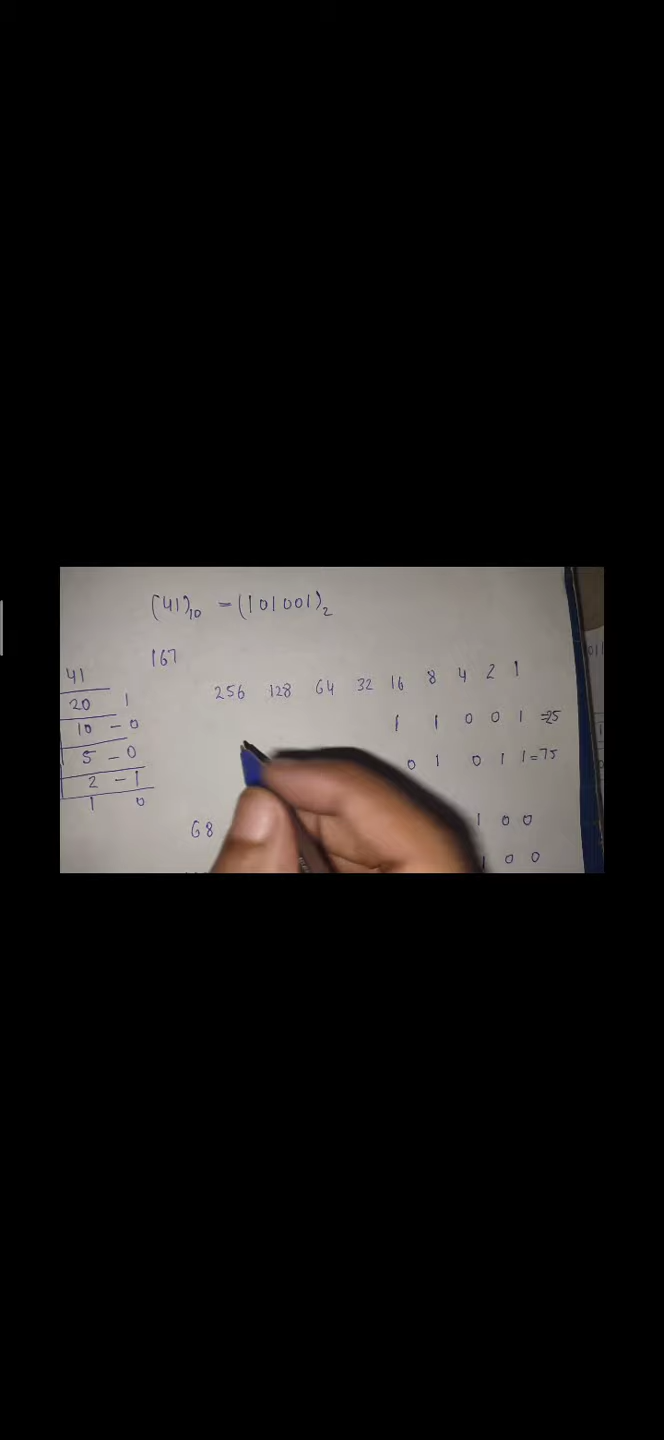 (41)10 = (101001)2
167
41
20 1
10 – 0
5 – 0
2 – 1
1 0
256 128 64 32 16 8 4 2 1
1 1 0 0 1 =25
0 1 0 1 1 =75
68 1 0 0
1 0 0